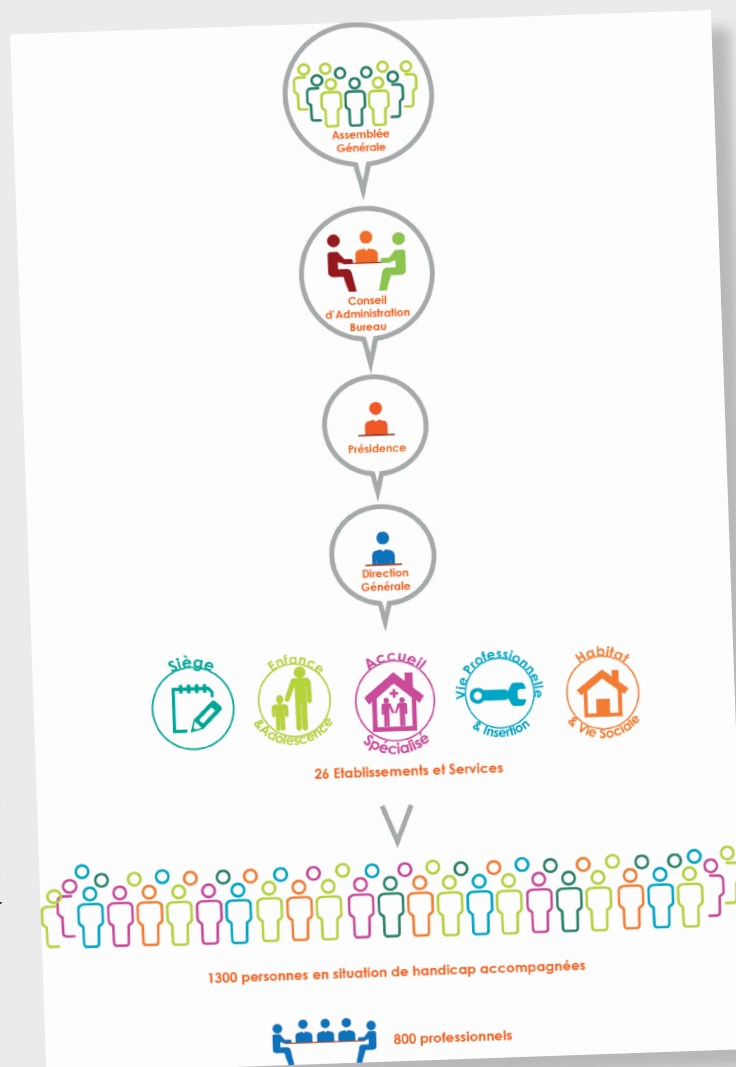 Assemblée
Générale
Conseil
d'Administration
Bureau
Présidence
Direction
Générale
Siège
Enfance
&Adolescence
Accueil
Spécialisé
Vie Professionnelle
& Insertion
Habitat
& Vie Sociale
26 Etablissements et Services
1300 personnes en situation de handicap accompagnées
800 professionnels